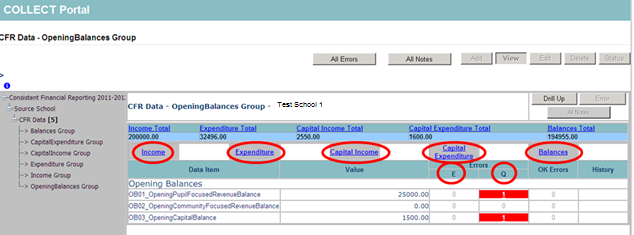 COLLECT Portal
CFR Data - OpeningBalances Group
All Errors All Notes Add View Edit Delete Status
>
Consistent Financial Reporting 2011-201
Source School
CFR Data [5]
--> Balances Group
--> CapitalExpenditure Group
--> CapitalIncome Group
--> Expenditure Group
--> Income Group
--> OpeningBalances Group
CFR Data - OpeningBalances Group - Test School 1
Drill Up Error
All Notes
Income Total Expenditure Total Capital Income Total Capital Expenditure Total Balances Total
200000.00 32496.00 2550.00 1600.00 194955.00
Income Expenditure Capital Income Capital Expenditure Balances
Data Item Value Errors OK Errors History
E Q
Opening Balances
OB01_OpeningPupilFocusedRevenueBalance 25000.00 0 1 0
OB02_OpeningCommunityFocusedRevenueBalance 0.00 0 0 0
OB03_OpeningCapitalBalance 1500.00 0 1 0